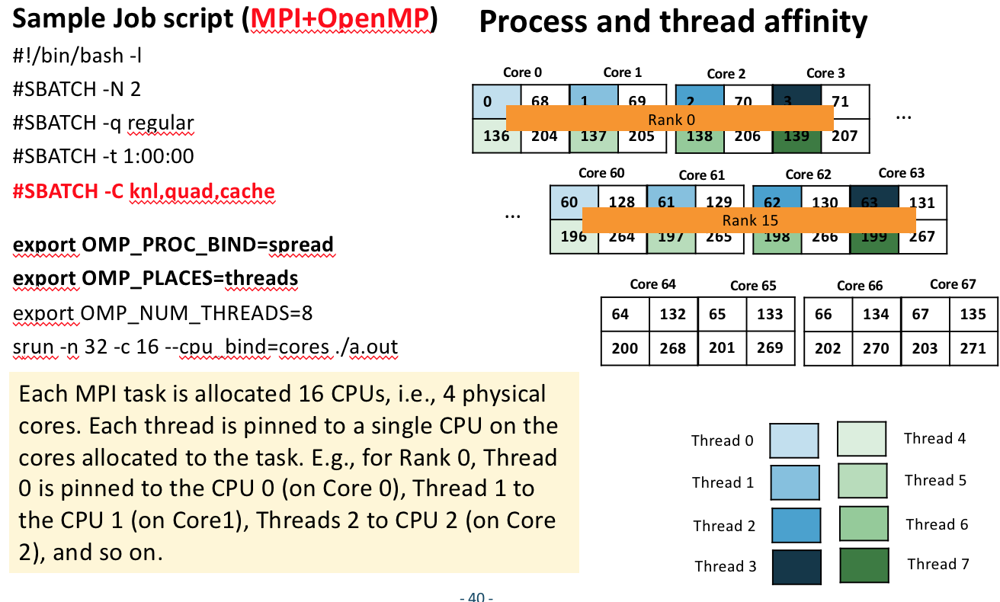 Sample Job script (MPI+OpenMP)
#!/bin/bash -l
#SBATCH -N 2
#SBATCH -q regular
#SBATCH -t 1:00:00
#SBATCH -C knl,quad,cache
export OMP_PROC_BIND=spread
export OMP_PLACES=threads
export OMP_NUM_THREADS=8
srun -n 32 -c 16 --cpu_bind=cores ./a.out
Each MPI task is allocated 16 CPUs, i.e., 4 physical
cores. Each thread is pinned to a single CPU on the
cores allocated to the task. E.g., for Rank 0, Thread
0 is pinned to the CPU 0 (on Core 0), Thread 1 to
the CPU 1 (on Core1), Threads 2 to CPU 2 (on Core
2), and so on.
Process and thread affinity
Core 0 Core 1 Core 2 Core 3
0 68 1 69 2 70 3 71
Rank 0
...
136 204 137 205 138 206 139 207
Core 60 Core 61 Core 62 Core 63
60 128 61 129 62 130 63 131
...
Rank 15
196 264 197 265 198 266 199 267
Core 64 Core 65 Core 66 Core 67
64 132 65 133 66 134 67 135
200 268 201 269 202 270 203 271
Thread 0 Thread 4
Thread 1 Thread 5
Thread 2 Thread 6
Thread 3 Thread 7
- 40 -